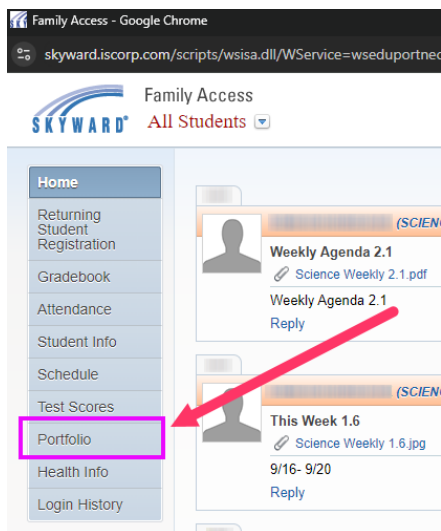 Family Access - Google Chrome
skyward.iscorp.com/scripts/wsisa.dll/WService=wseduportned
SKYWARD®
Family Access
All Students
Home
Returning
Student
Registration
Gradebook
Attendance
Student Info
Schedule
Test Scores
Portfolio
Health Info
Login History
(SCIEN
Weekly Agenda 2.1
Science Weekly 2.1.pdf
Weekly Agenda 2.1
Reply
(SCIEN
This Week 1.6
Science Weekly 1.6.jpg
9/16- 9/20
Reply